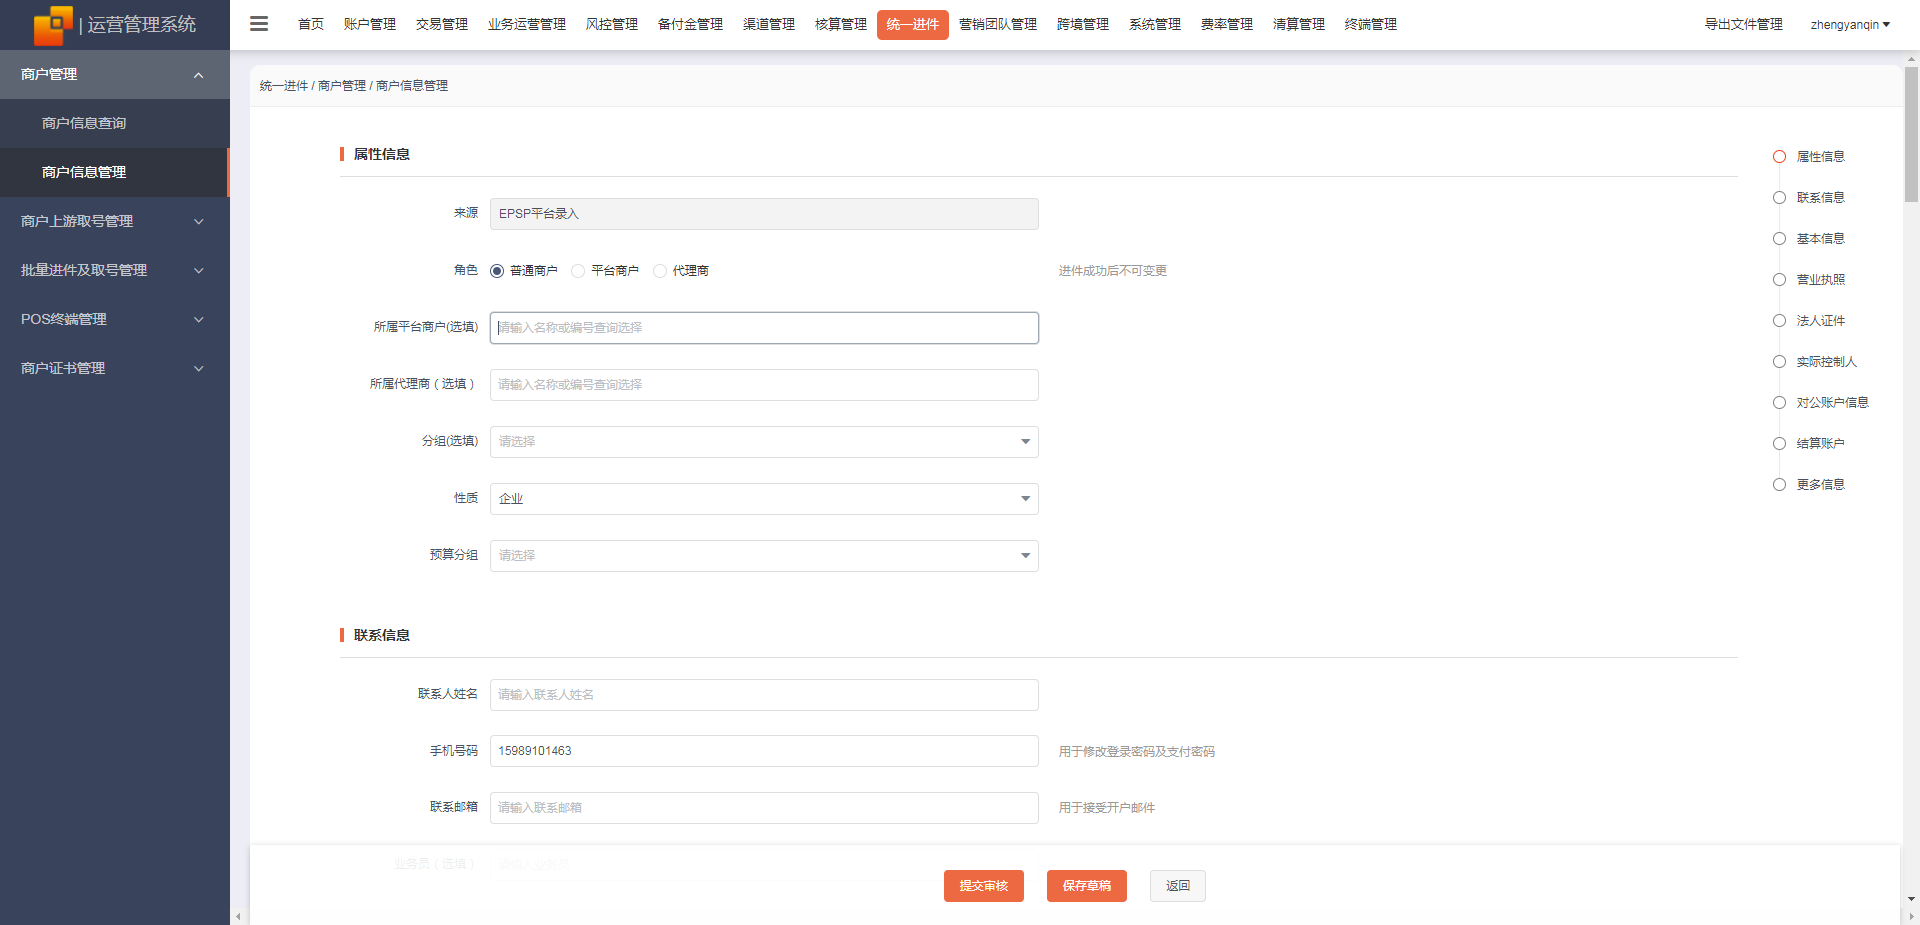 | 运营管理系统
首页 账户管理 交易管理 业务运营管理 风控管理 备付金管理 渠道管理 核算管理 统一进件 营销团队管理 跨境管理 系统管理 费率管理 清算管理 终端管理 导出文件管理 zhengyanqin
商户管理
商户信息查询
商户信息管理
商户上游取号管理
批量进件及取号管理
POS终端管理
商户证书管理
统一进件 / 商户管理 / 商户信息管理
属性信息
来源 EPSP平台录入
角色 普通商户 平台商户 代理商 进件成功后不可变更
所属平台商户(选填) 请输入名称或编号查询选择
所属代理商（选填） 请输入名称或编号查询选择
分组(选填) 请选择
性质 企业
预算分组 请选择
联系信息
联系人姓名 请输入联系人姓名
手机号码 15989101463 用于修改登录密码及支付密码
联系邮箱 请输入联系邮箱 用于接受开户邮件
业务员（选填）
提交审核 保存草稿 返回
属性信息
联系信息
基本信息
营业执照
法人证件
实际控制人
对公账户信息
结算账户
更多信息